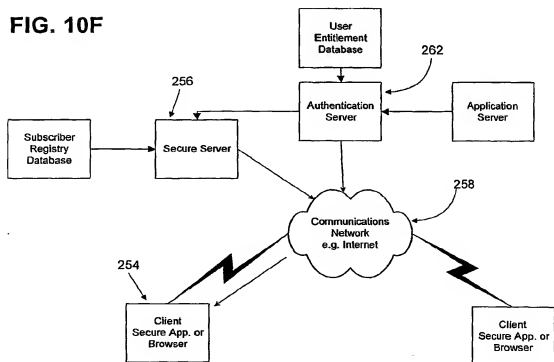 FIG. 10F
User
Entitlement
Database
262
256
Authentication
Server
Application
Server
Subscriber
Registry
Database
Secure Server
258
Communications
Network
e.g. Internet
254
Client
Secure App. or
Browser
Client
Secure App. or
Browser